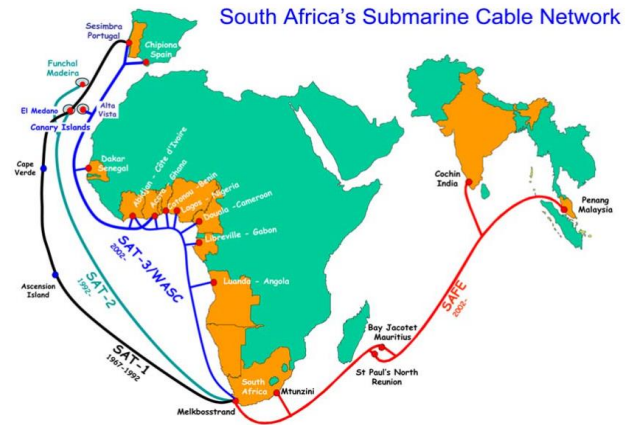 South Africa's Submarine Cable Network
Sesimbra
Portugal
Chipiona
Spain
Funchal
Madeira
El Medano
Alta
Vista
Canary Islands
Cape
Verde
Dakar
Senegal
Abidjan - Côte d'Ivoire
Accra - Ghana
Cotonou -Benin
Lagos - Nigeria
Douala -Cameroon
Libreville - Gabon
Luanda - Angola
Cochin
India
Penang
Malaysia
SAT-3/WASC
2002-
SAT-2
1992-
SAT-1
1967-1992
Ascension
Island
SAFE
2002-
Bay Jacotet
Mauritius
St Paul's North
Reunion
South
Africa
Mtunzini
Melkbosstrand